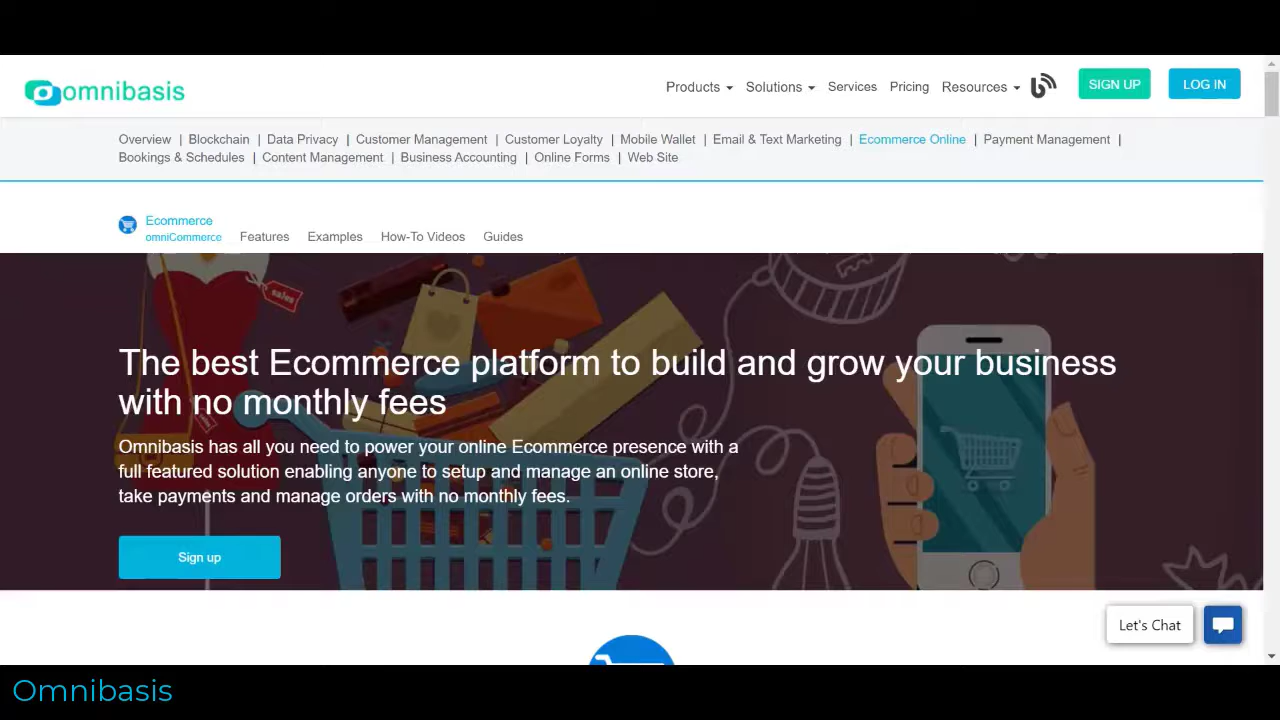 omnibasis
Products Solutions Services Pricing Resources SIGN UP LOG IN
Overview | Blockchain | Data Privacy | Customer Management | Customer Loyalty | Mobile Wallet | Email & Text Marketing | Ecommerce Online | Payment Management |
Bookings & Schedules | Content Management | Business Accounting | Online Forms | Web Site
Ecommerce
omniCommerce Features Examples How-To Videos Guides
sales
The best Ecommerce platform to build and grow your business
with no monthly fees
Omnibasis has all you need to power your online Ecommerce presence with a
full featured solution enabling anyone to setup and manage an online store,
take payments and manage orders with no monthly fees.
Sign up
Let's Chat
Omnibasis